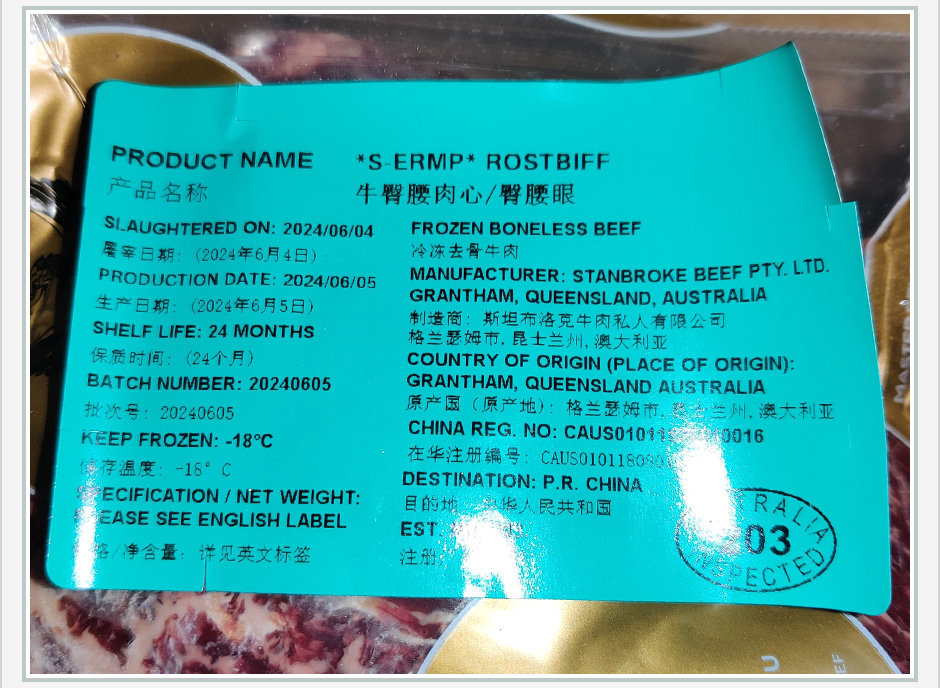 PRODUCT NAME *S-ERMP* ROSTBIFF
产品名称 牛臀腰肉心/臀腰眼
SLAUGHTERED ON: 2024/06/04
屠宰日期: (2024年6月4日)
PRODUCTION DATE: 2024/06/05
生产日期: (2024年6月5日)
SHELF LIFE: 24 MONTHS
保质时间: (24个月)
BATCH NUMBER: 20240605
批次号: 20240605
KEEP FROZEN: -18°C
储存温度: -18° C
SPECIFICATION / NET WEIGHT:
PLEASE SEE ENGLISH LABEL
/净含量: 详见英文标签
FROZEN BONELESS BEEF
冷冻去骨牛肉
MANUFACTURER: STANBROKE BEEF PTY. LTD.
GRANTHAM, QUEENSLAND, AUSTRALIA
制造商: 斯坦布洛克牛肉私人有限公司
格兰瑟姆市, 昆士兰州, 澳大利亚
COUNTRY OF ORIGIN (PLACE OF ORIGIN):
GRANTHAM, QUEENSLAND AUSTRALIA
原产国 (原产地): 格兰瑟姆市, 昆士兰州, 澳大利亚
CHINA REG. NO:
在华注册编号:
DESTINATION: P.R. CHINA
目的地 中华人民共和国
EST.
注册
INSPECTED
MASTER